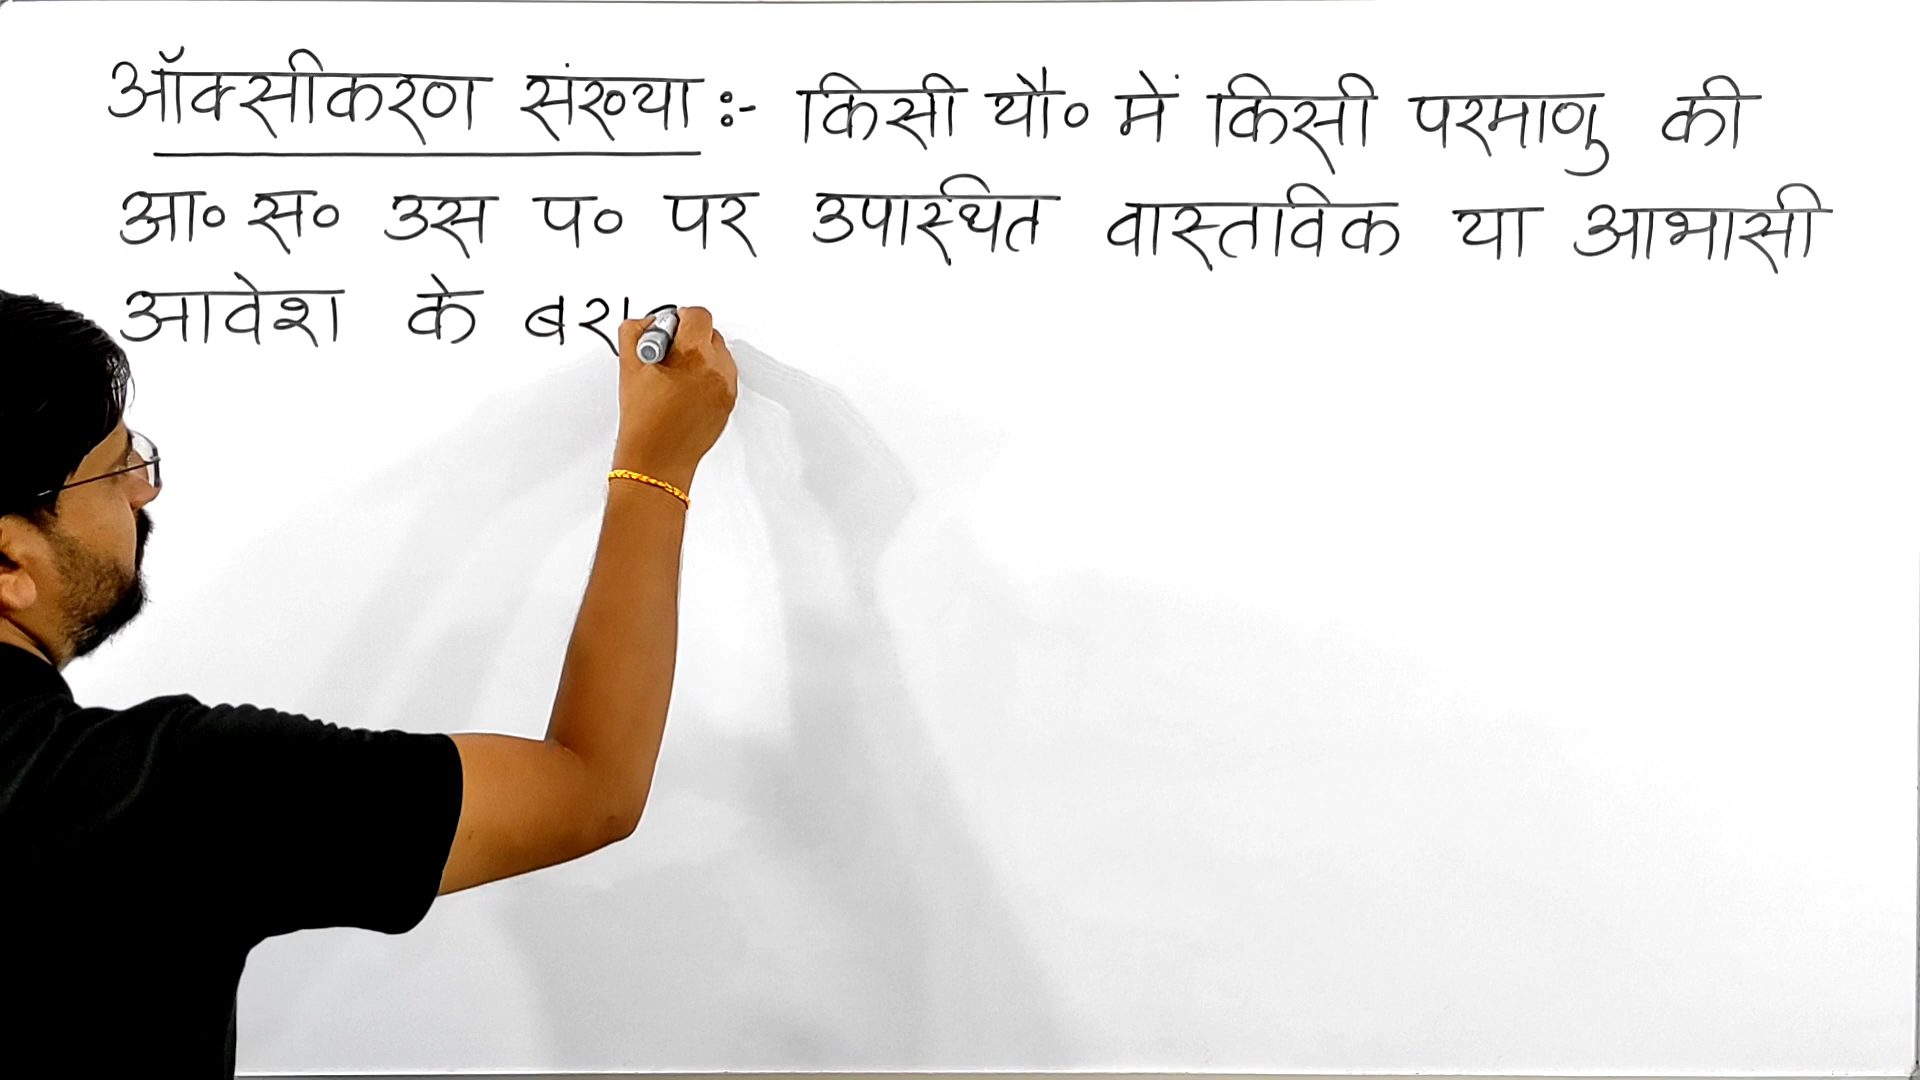 ऑक्सीकरण संख्या :- किसी यौ० में किसी परमाणु की
आ० स० उस प० पर उपस्थित वास्तविक या आभासी
आवेश के